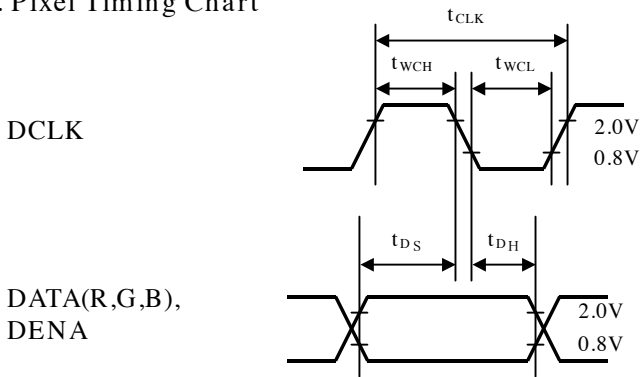 . Pixel Timing Chart
tCLK
tWCH tWCL
DCLK
2.0V
0.8V
tDS tDH
DATA(R,G,B),
DENA
2.0V
0.8V